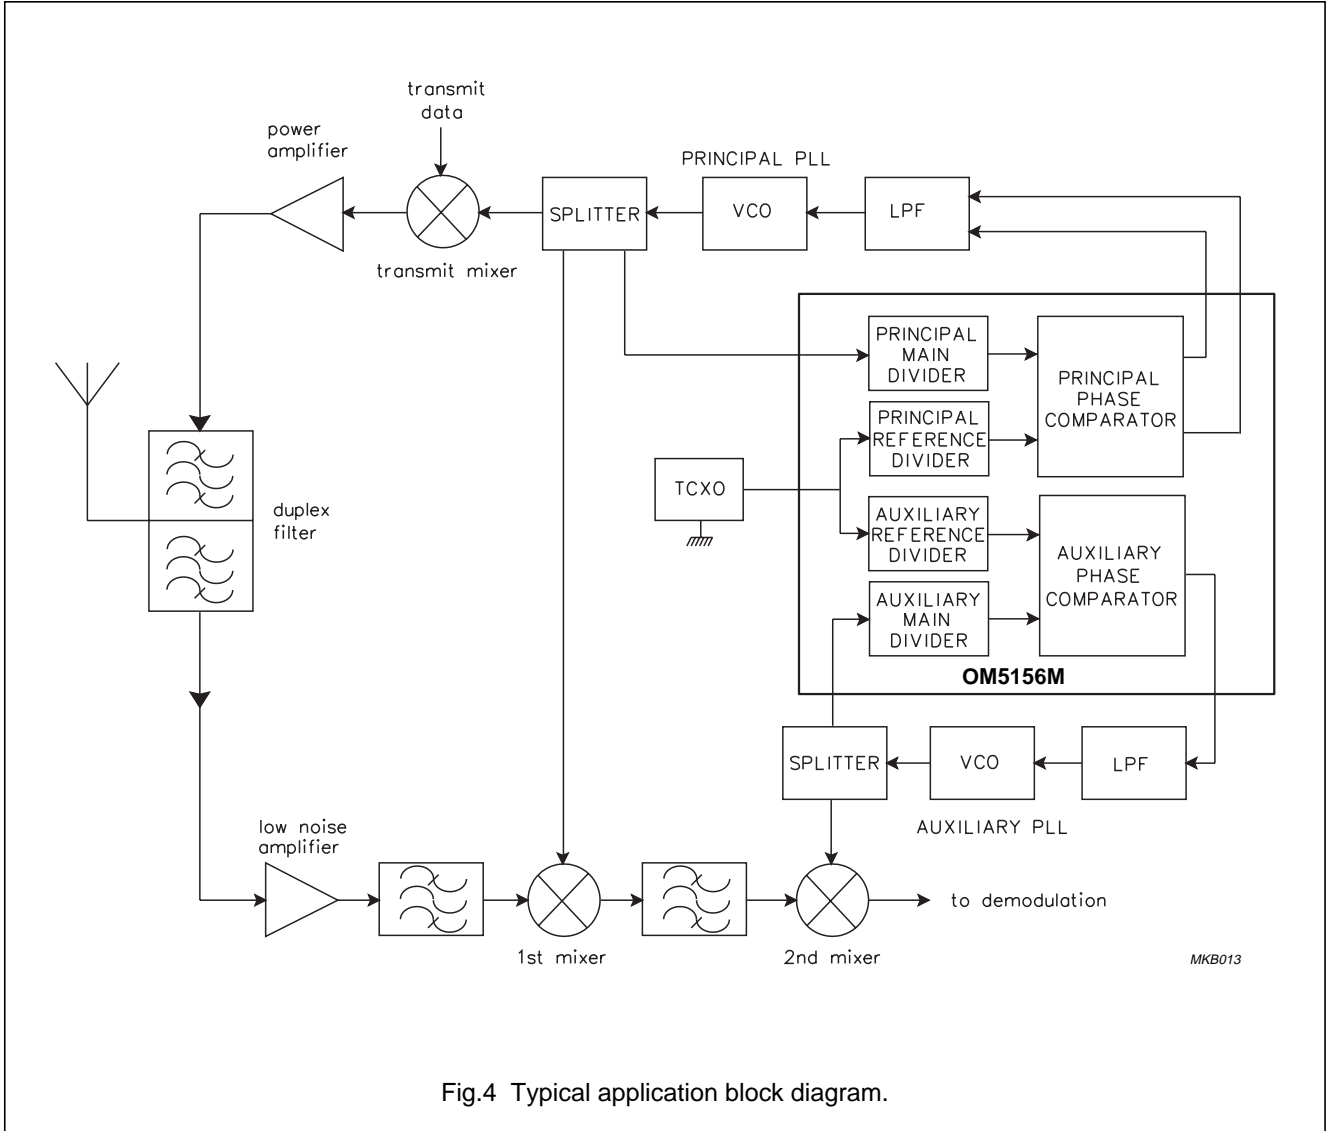 transmit
data
power
amplifier
PRINCIPAL PLL
SPLITTER
VCO
LPF
transmit mixer
PRINCIPAL
MAIN
DIVIDER
PRINCIPAL
PHASE
COMPARATOR
PRINCIPAL
REFERENCE
DIVIDER
TCXO
duplex
filter
AUXILIARY
REFERENCE
DIVIDER
AUXILIARY
PHASE
COMPARATOR
AUXILIARY
MAIN
DIVIDER
OM5156M
SPLITTER
VCO
LPF
AUXILIARY PLL
low noise
amplifier
to demodulation
1st mixer
2nd mixer
MKB013
Fig.4 Typical application block diagram.